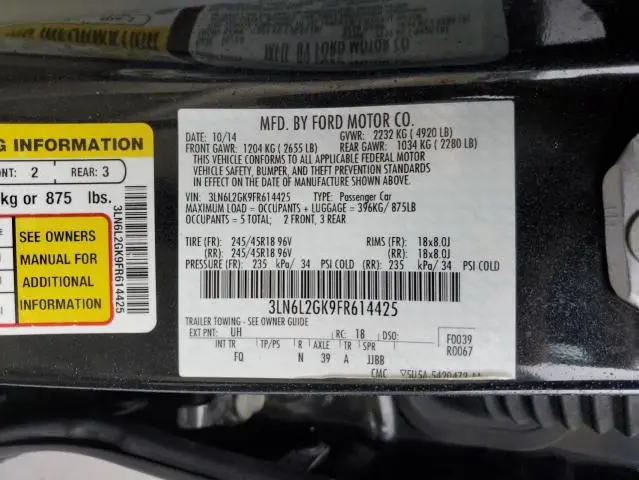 MFD. BY FORD MOTOR CO.
DATE: 10/14 GVWR: 2232 KG ( 4920 LB)
FRONT GAWR: 1204 KG ( 2655 LB) REAR GAWR: 1034 KG ( 2280 LB)
THIS VEHICLE CONFORMS TO ALL APPLICABLE FEDERAL MOTOR
VEHICLE SAFETY, BUMPER, AND THEFT PREVENTION STANDARDS
IN EFFECT ON THE DATE OF MANUFACTURE SHOWN ABOVE.
VIN: 3LN6L2GK9FR614425 TYPE: Passenger Car
MAXIMUM LOAD = OCCUPANTS + LUGGAGE = 396KG/ 875LB
OCCUPANTS = 5 TOTAL; 2 FRONT, 3 REAR
TIRE (FR): 245/45R18 96V RIMS (FR): 18x8.0J
(RR): 245/45R18 96V (RR): 18x8.0J
PRESSURE (FR): 235 kPa/ 34 PSI COLD (RR): 235 kPa/ 34 PSI COLD
3LN6L2GK9FR614425
TRAILER TOWING - SEE OWNER GUIDE
EXT PNT: UH RC: 18 DSO:
F0039
R0067
INT TR TP/PS R AXLE TR SPR
FQ N 39 A JJBB
CMC
INFORMATION
FRONT: 2 REAR: 3
kg or 875 lbs.
SEE OWNERS
MANUAL FOR
ADDITIONAL
INFORMATION
3LN6L2GK9FR614425
MFD. BY FORD MOTOR CO.